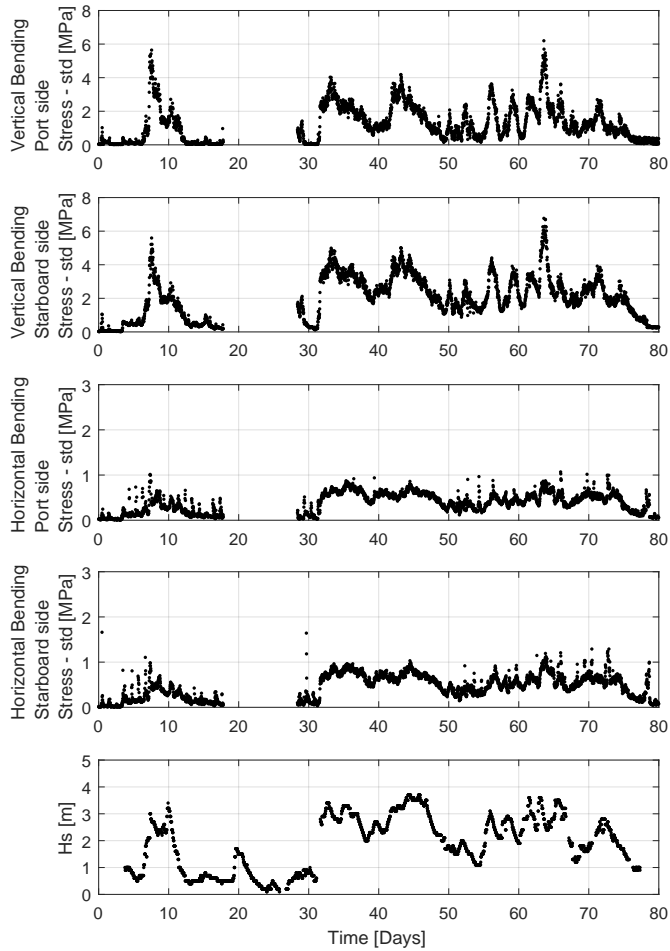 Vertical Bending
Port side
Stress - std [MPa]
8
6
4
2
0
0 10 20 30 40 50 60 70 80
Vertical Bending
Starboard side
Stress - std [MPa]
8
6
4
2
0
0 10 20 30 40 50 60 70 80
Horizontal Bending
Port side
Stress - std [MPa]
3
2
1
0
0 10 20 30 40 50 60 70 80
Horizontal Bending
Starboard side
Stress - std [MPa]
3
2
1
0
0 10 20 30 40 50 60 70 80
Hs [m]
5
4
3
2
1
0
0 10 20 30 40 50 60 70 80
Time [Days]